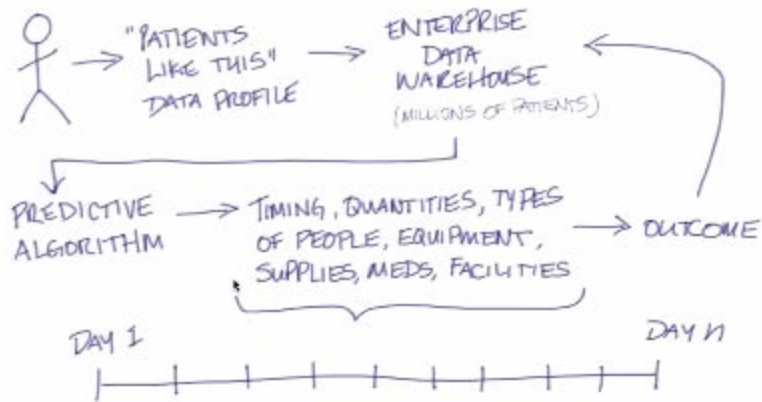 "PATIENTS
LIKE THIS"
DATA PROFILE
ENTERPRISE
DATA
WAREHOUSE
(MILLIONS OF PATIENTS)
PREDICTIVE
ALGORITHM
TIMING, QUANTITIES, TYPES
OF PEOPLE, EQUIPMENT,
SUPPLIES, MEDS, FACILITIES
OUTCOME
DAY 1
DAY N